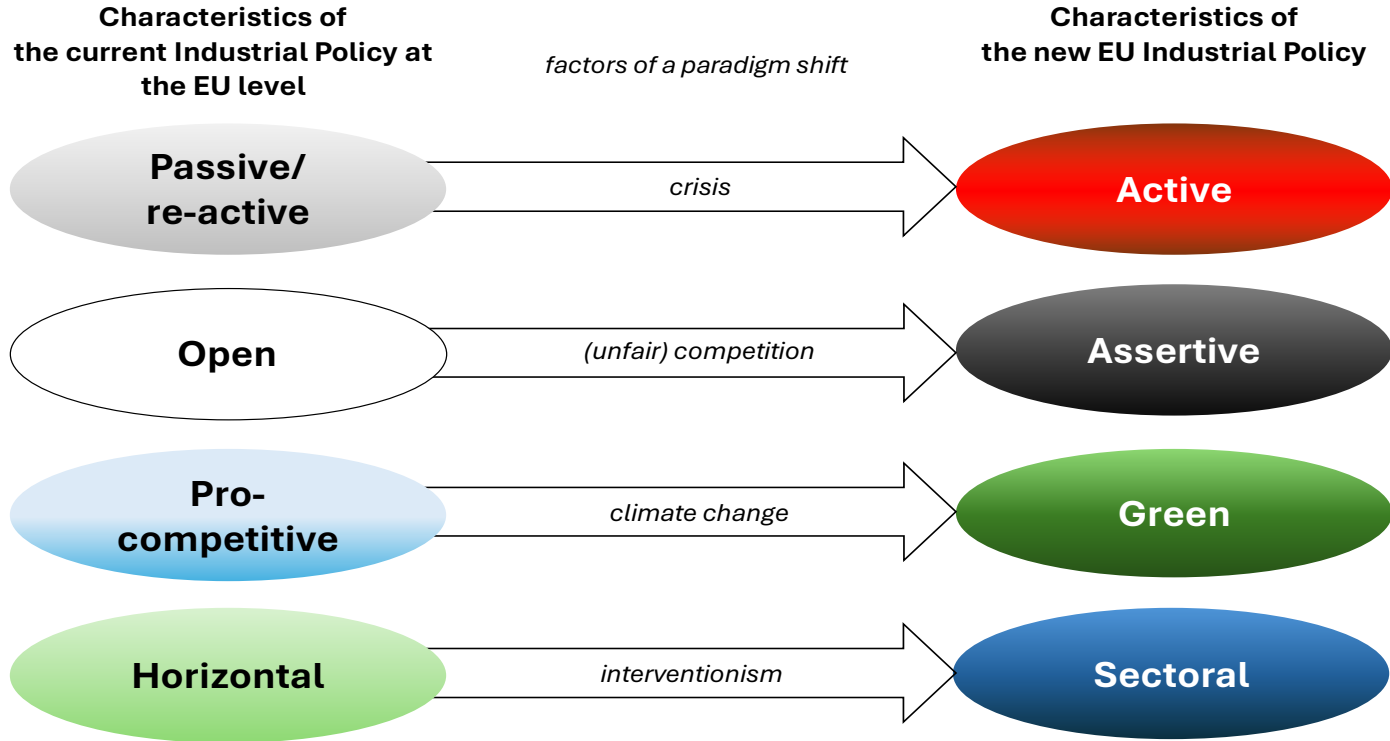 Characteristics of
the current Industrial Policy at
the EU level
factors of a paradigm shift
Characteristics of
the new EU Industrial Policy
Passive/
re-active
crisis
Active
Open
(unfair) competition
Assertive
Pro-
competitive
climate change
Green
Horizontal
interventionism
Sectoral